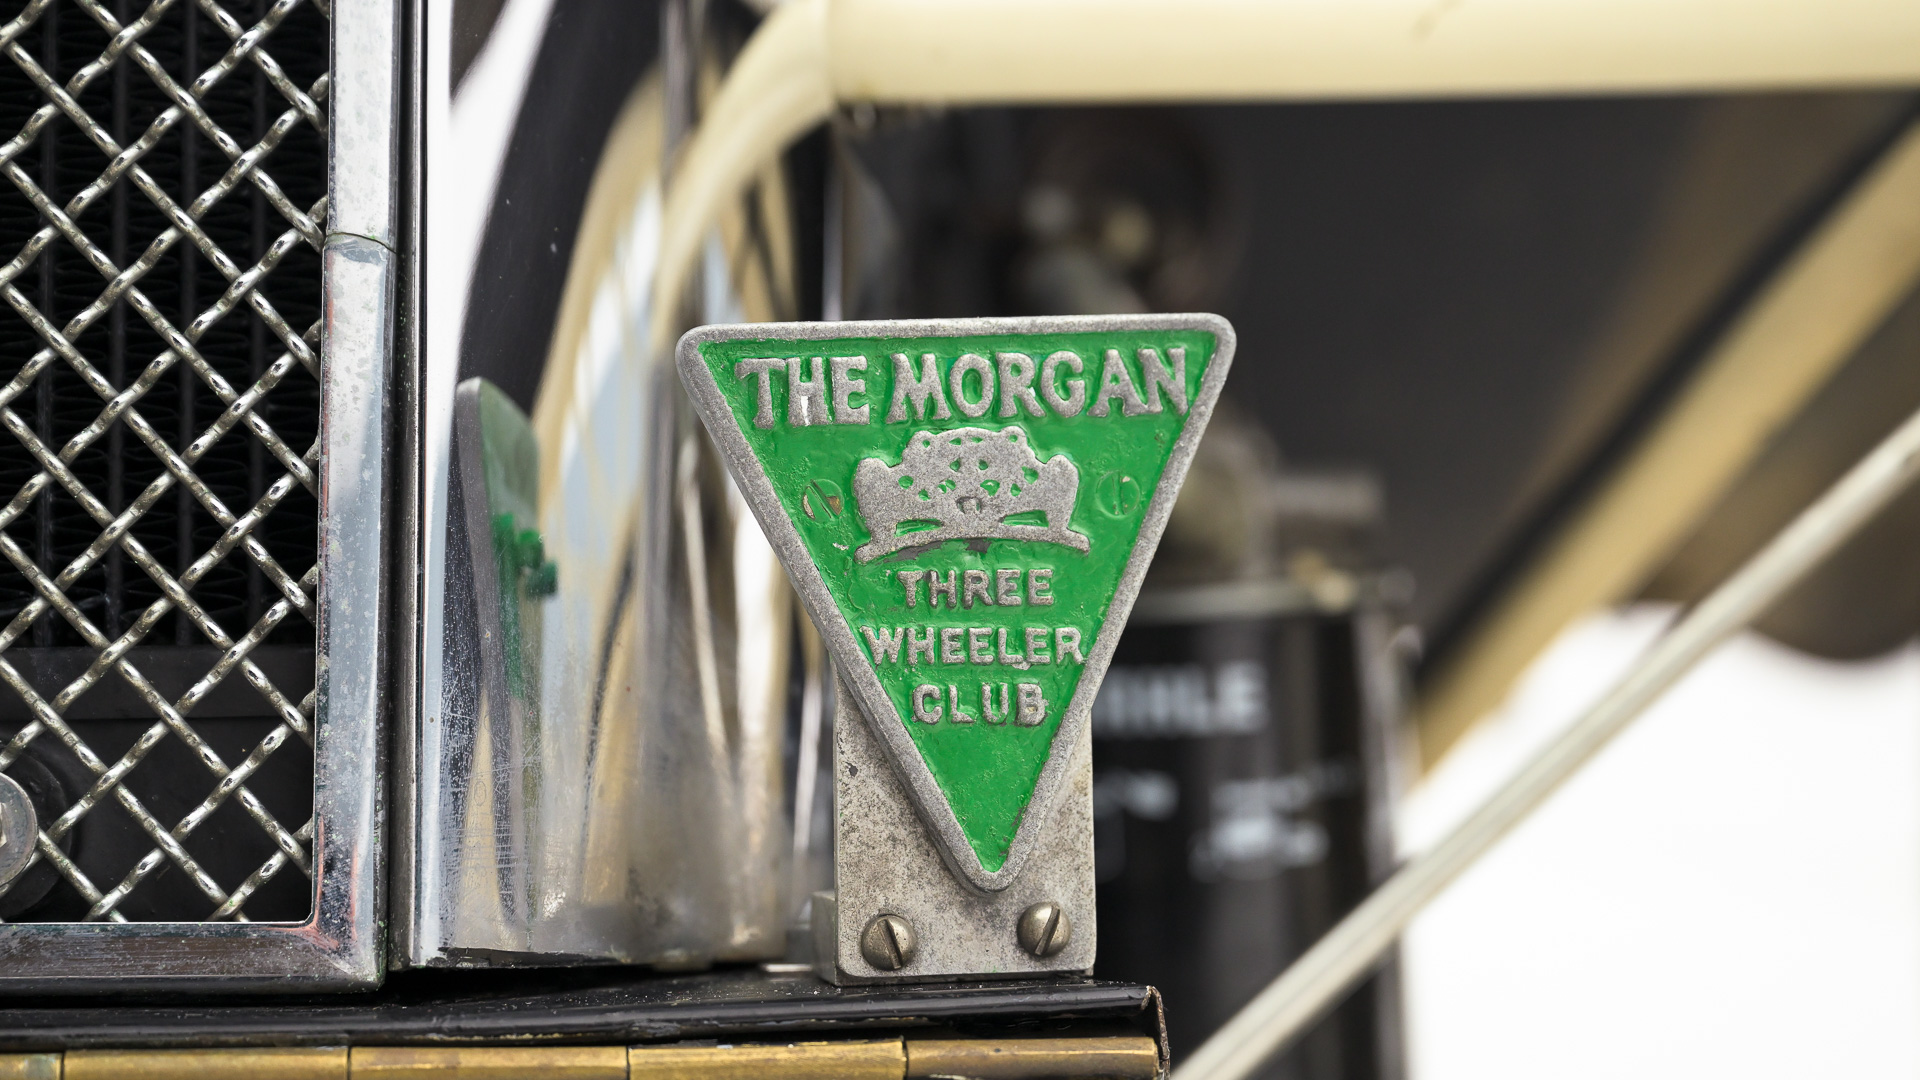 THE MORGAN
THREE
WHEELER
CLUB